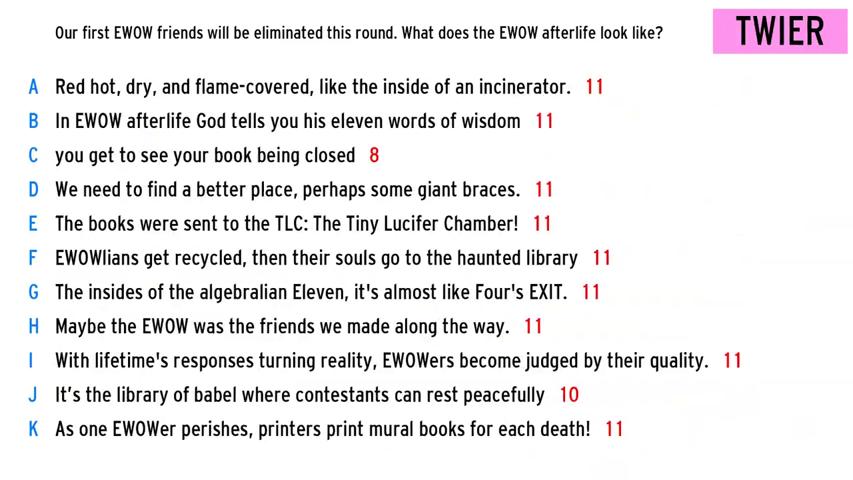 Our first EWOW friends will be eliminated this round. What does the EWOW afterlife look like?
TWIER
A Red hot, dry, and flame-covered, like the inside of an incinerator. 11
B In EWOW afterlife God tells you his eleven words of wisdom 11
C you get to see your book being closed 8
D We need to find a better place, perhaps some giant braces. 11
E The books were sent to the TLC: The Tiny Lucifer Chamber! 11
F EWOWlians get recycled, then their souls go to the haunted library 11
G The insides of the algebralian Eleven, it's almost like Four's EXIT. 11
H Maybe the EWOW was the friends we made along the way. 11
I With lifetime's responses turning reality, EWOWers become judged by their quality. 11
J It’s the library of babel where contestants can rest peacefully 10
K As one EWOWer perishes, printers print mural books for each death! 11